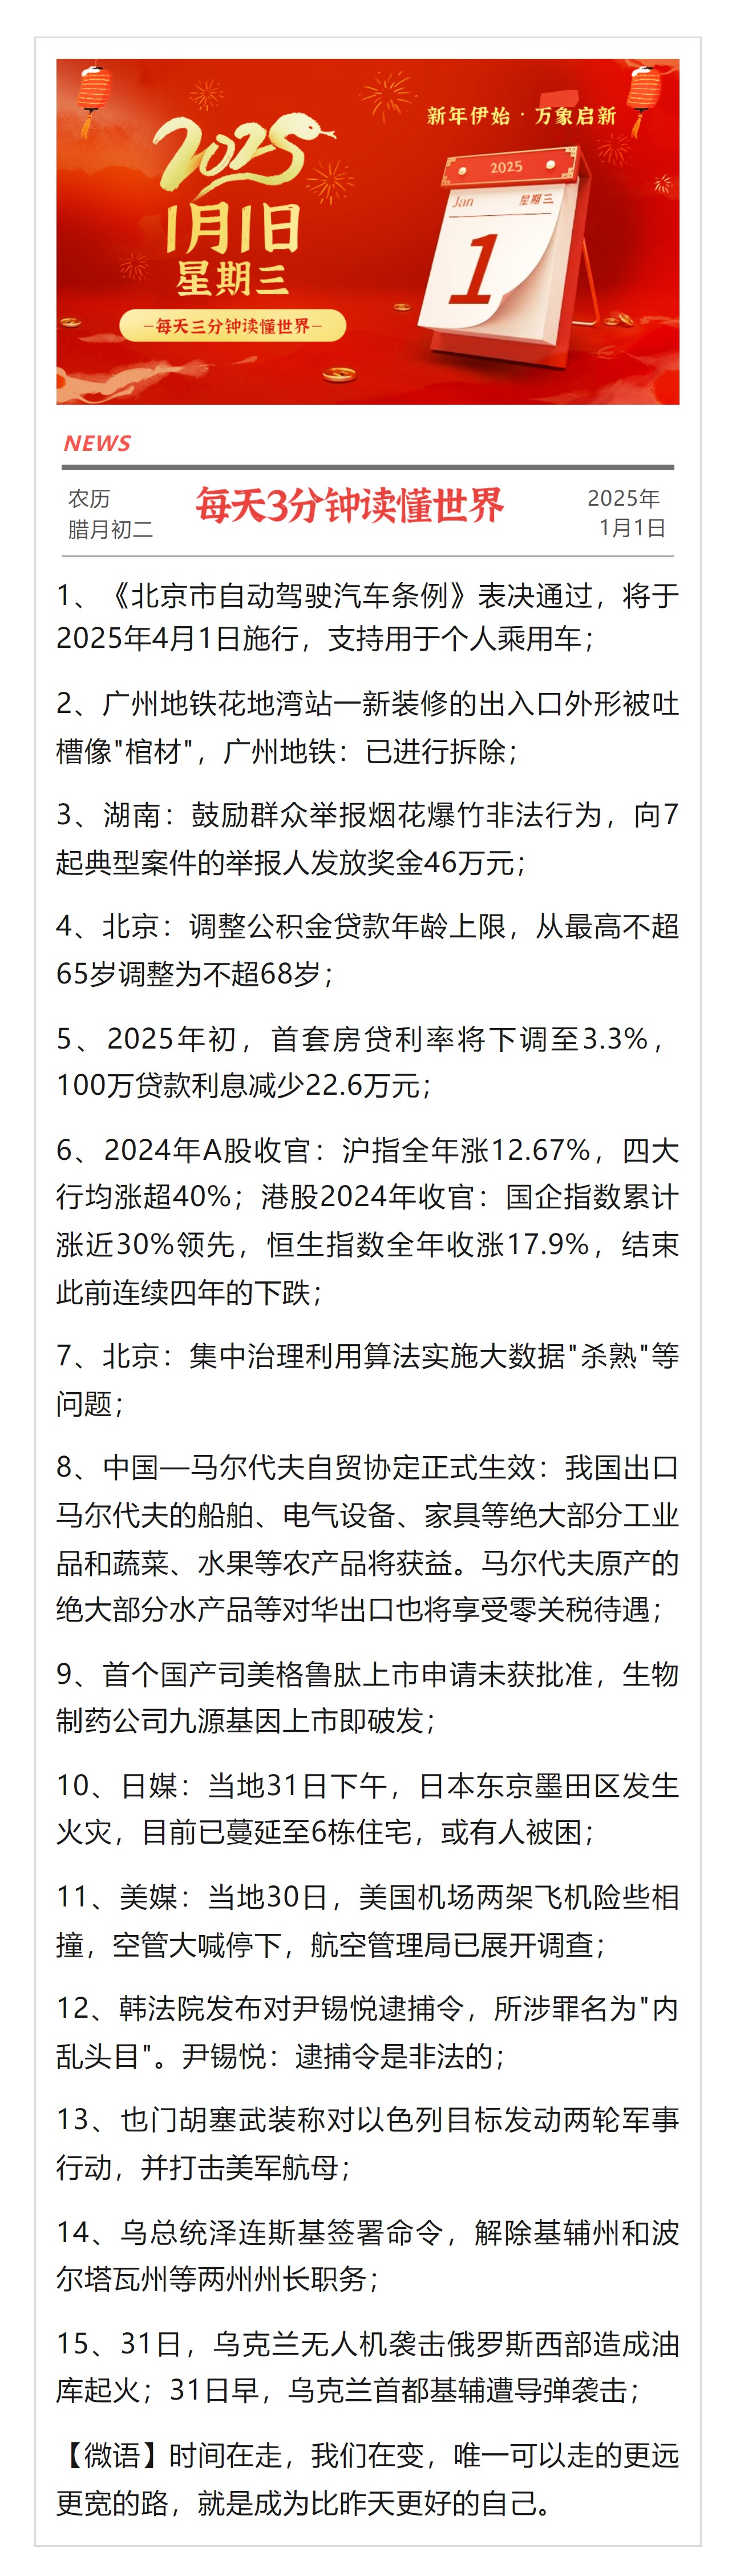 2025
1月1日
星期三
—每天三分钟读懂世界—
新年伊始·万象启新
2025
Jan 星期三
1
NEWS
农历
腊月初二
每天3分钟读懂世界
2025年
1月1日
1、《北京市自动驾驶汽车条例》表决通过，将于
2025年4月1日施行，支持用于个人乘用车；
2、广州地铁花地湾站一新装修的出入口外形被吐
槽像"棺材"，广州地铁：已进行拆除；
3、湖南：鼓励群众举报烟花爆竹非法行为，向7
起典型案件的举报人发放奖金46万元；
4、北京：调整公积金贷款年龄上限，从最高不超
65岁调整为不超68岁；
5、2025年初，首套房贷利率将下调至3.3%，
100万贷款利息减少22.6万元；
6、2024年A股收官：沪指全年涨12.67%，四大
行均涨超40%；港股2024年收官：国企指数累计
涨近30%领先，恒生指数全年收涨17.9%，结束
此前连续四年的下跌；
7、北京：集中治理利用算法实施大数据"杀熟"等
问题；
8、中国—马尔代夫自贸协定正式生效：我国出口
马尔代夫的船舶、电气设备、家具等绝大部分工业
品和蔬菜、水果等农产品将获益。马尔代夫原产的
绝大部分水产品等对华出口也将享受零关税待遇；
9、首个国产司美格鲁肽上市申请未获批准，生物
制药公司九源基因上市即破发；
10、日媒：当地31日下午，日本东京墨田区发生
火灾，目前已蔓延至6栋住宅，或有人被困；
11、美媒：当地30日，美国机场两架飞机险些相
撞，空管大喊停下，航空管理局已展开调查；
12、韩法院发布对尹锡悦逮捕令，所涉罪名为"内
乱头目"。尹锡悦：逮捕令是非法的；
13、也门胡塞武装称对以色列目标发动两轮军事
行动，并打击美军航母；
14、乌总统泽连斯基签署命令，解除基辅州和波
尔塔瓦州等两州州长职务；
15、31日，乌克兰无人机袭击俄罗斯西部造成油
库起火；31日早，乌克兰首都基辅遭导弹袭击；
【微语】时间在走，我们在变，唯一可以走的更远
更宽的路，就是成为比昨天更好的自己。